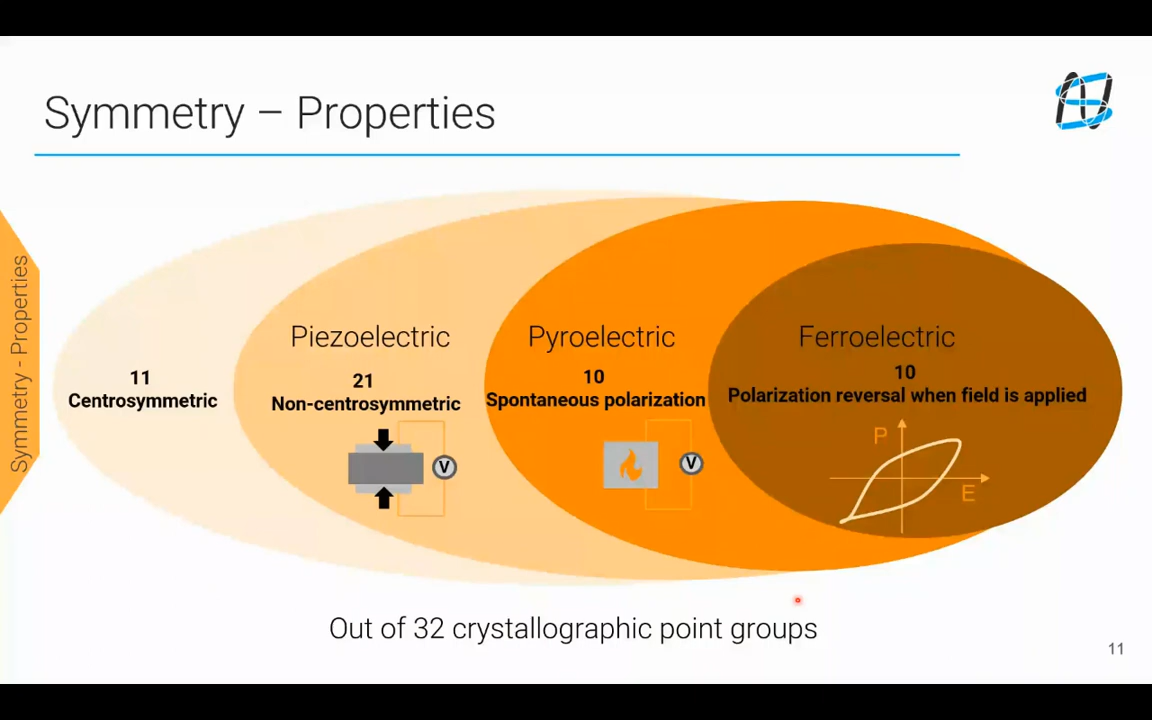 Symmetry – Properties
Symmetry - Properties
11
Centrosymmetric
Piezoelectric
21
Non-centrosymmetric
V
Pyroelectric
10
Spontaneous polarization
V
Ferroelectric
10
Polarization reversal when field is applied
P
E
Out of 32 crystallographic point groups
11